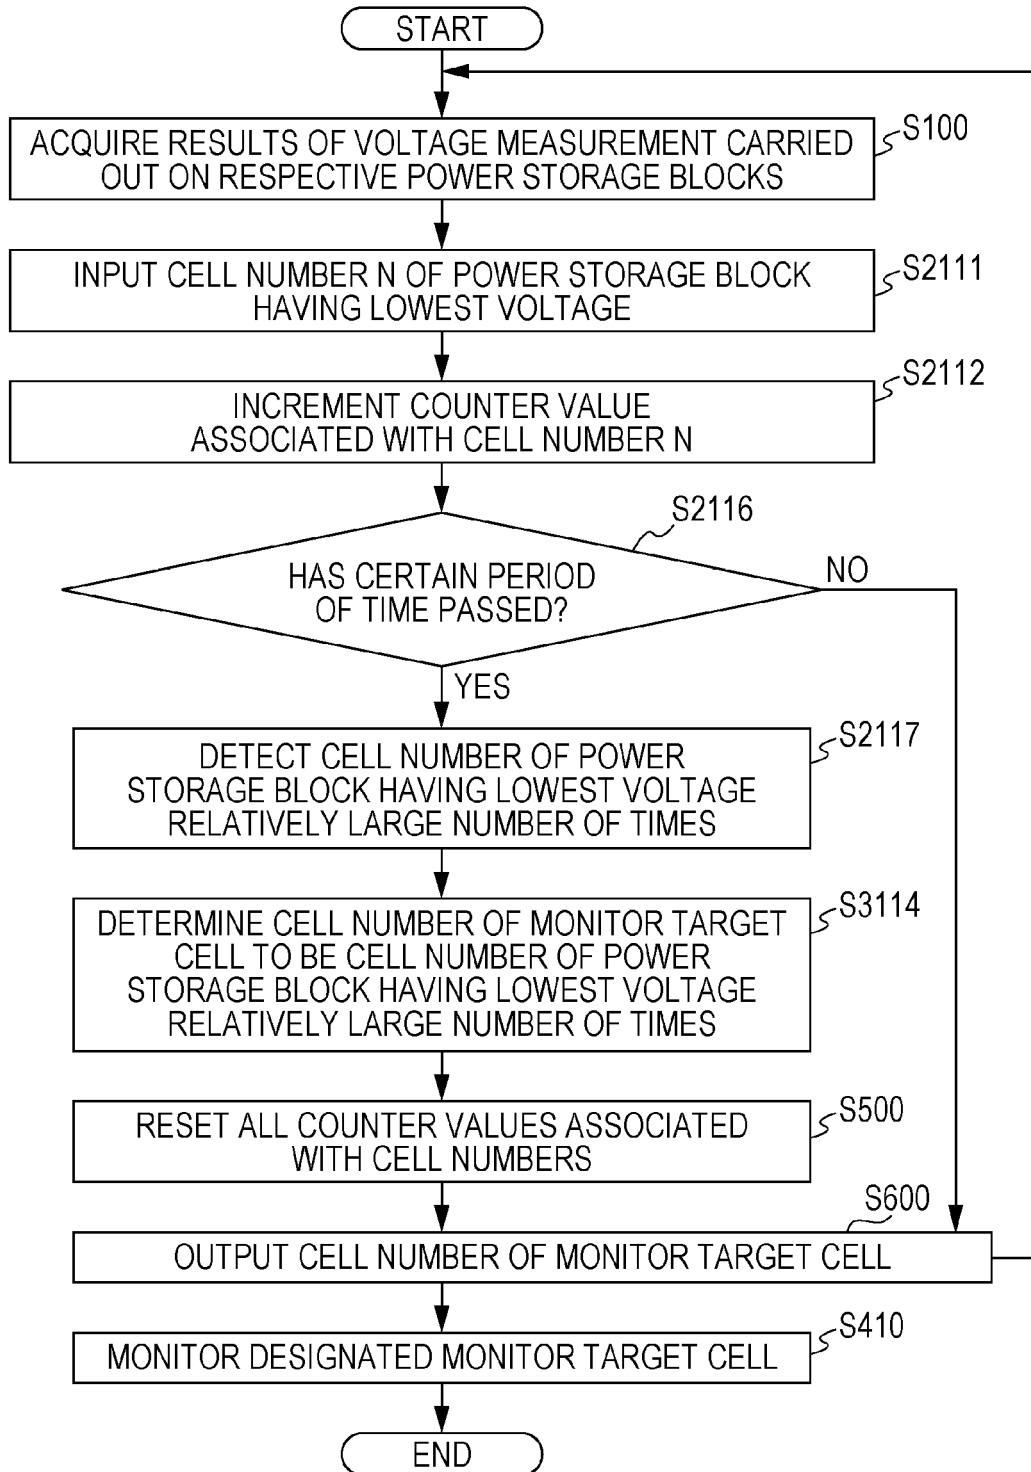 START
ACQUIRE RESULTS OF VOLTAGE MEASUREMENT CARRIED
OUT ON RESPECTIVE POWER STORAGE BLOCKS
S100
INPUT CELL NUMBER N OF POWER STORAGE BLOCK
HAVING LOWEST VOLTAGE
S2111
INCREMENT COUNTER VALUE
ASSOCIATED WITH CELL NUMBER N
S2112
S2116
HAS CERTAIN PERIOD
OF TIME PASSED?
NO
YES
DETECT CELL NUMBER OF POWER
STORAGE BLOCK HAVING LOWEST VOLTAGE
RELATIVELY LARGE NUMBER OF TIMES
S2117
DETERMINE CELL NUMBER OF MONITOR TARGET
CELL TO BE CELL NUMBER OF POWER
STORAGE BLOCK HAVING LOWEST VOLTAGE
RELATIVELY LARGE NUMBER OF TIMES
S3114
RESET ALL COUNTER VALUES ASSOCIATED
WITH CELL NUMBERS
S500
S600
OUTPUT CELL NUMBER OF MONITOR TARGET CELL
S410
MONITOR DESIGNATED MONITOR TARGET CELL
END